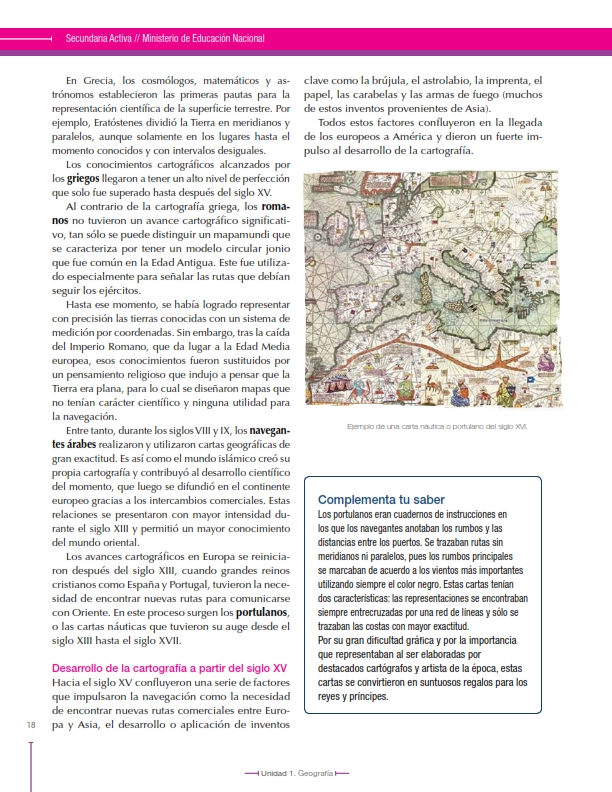 Secundaria Activa // Ministerio de Educación Nacional
En Grecia, los cosmólogos, matemáticos y as-
trónomos establecieron las primeras pautas para la
representación científica de la superficie terrestre. Por
ejemplo, Eratóstenes dividió la Tierra en meridianos y
paralelos, aunque solamente en los lugares hasta el
momento conocidos y con intervalos desiguales.
Los conocimientos cartográficos alcanzados por
los griegos llegaron a tener un alto nivel de perfección
que solo fue superado hasta después del siglo XV.
Al contrario de la cartografía griega, los roma-
nos no tuvieron un avance cartográfico significati-
vo, tan sólo se puede distinguir un mapamundi que
se caracteriza por tener un modelo circular jonio
que fue común en la Edad Antigua. Este fue utiliza-
do especialmente para señalar las rutas que debían
seguir los ejércitos.
Hasta ese momento, se había logrado representar
con precisión las tierras conocidas con un sistema de
medición por coordenadas. Sin embargo, tras la caída
del Imperio Romano, que da lugar a la Edad Media
europea, esos conocimientos fueron sustituidos por
un pensamiento religioso que indujo a pensar que la
Tierra era plana, para lo cual se diseñaron mapas que
no tenían carácter científico y ninguna utilidad para
la navegación.
Entre tanto, durante los siglos VIII y IX, los navegan-
tes árabes realizaron y utilizaron cartas geográficas de
gran exactitud. Es así como el mundo islámico creó su
propia cartografía y contribuyó al desarrollo científico
del momento, que luego se difundió en el continente
europeo gracias a los intercambios comerciales. Estas
relaciones se presentaron con mayor intensidad du-
rante el siglo XIII y permitió un mayor conocimiento
del mundo oriental.
Los avances cartográficos en Europa se reinicia-
ron después del siglo XIII, cuando grandes reinos
cristianos como España y Portugal, tuvieron la nece-
sidad de encontrar nuevas rutas para comunicarse
con Oriente. En este proceso surgen los portulanos,
o las cartas náuticas que tuvieron su auge desde el
siglo XIII hasta el siglo XVII.
Desarrollo de la cartografía a partir del siglo XV
Hacia el siglo XV confluyeron una serie de factores
que impulsaron la navegación como la necesidad
de encontrar nuevas rutas comerciales entre Euro-
pa y Asia, el desarrollo o aplicación de inventos
clave como la brújula, el astrolabio, la imprenta, el
papel, las carabelas y las armas de fuego (muchos
de estos inventos provenientes de Asia).
Todos estos factores confluyeron en la llegada
de los europeos a América y dieron un fuerte im-
pulso al desarrollo de la cartografía.
Ejemplo de una carta náutica o portulano del siglo XVI.
Complementa tu saber
Los portulanos eran cuadernos de instrucciones en
los que los navegantes anotaban los rumbos y las
distancias entre los puertos. Se trazaban rutas sin
meridianos ni paralelos, pues los rumbos principales
se marcaban de acuerdo a los vientos más importantes
utilizando siempre el color negro. Estas cartas tenían
dos características: las representaciones se encontraban
siempre entrecruzadas por una red de líneas y sólo se
trazaban las costas con mayor exactitud.
Por su gran dificultad gráfica y por la importancia
que representaban al ser elaboradas por
destacados cartógrafos y artista de la época, estas
cartas se convirtieron en suntuosos regalos para los
reyes y príncipes.
18
Unidad 1. Geografía